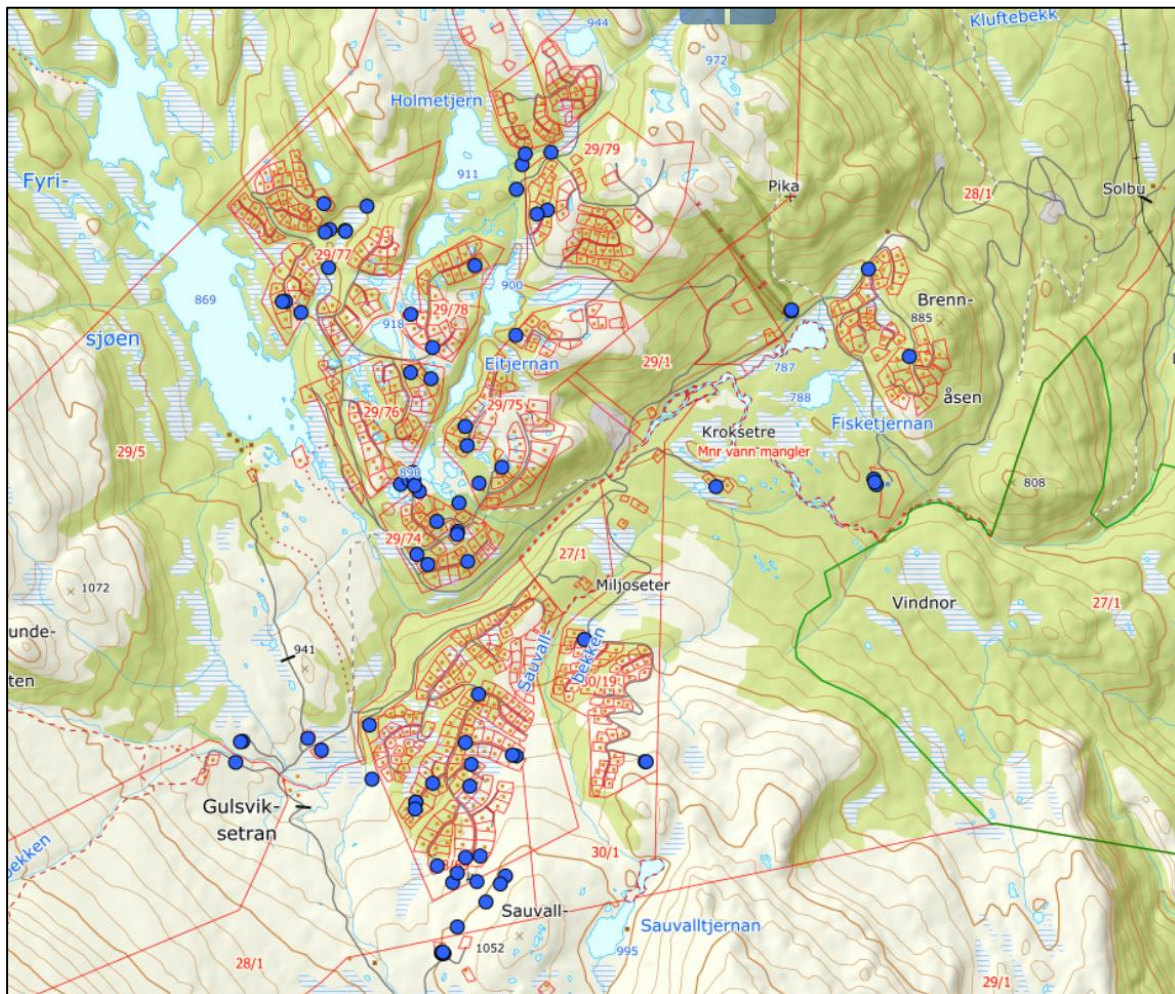 Kluftebekk
944
972
Holmetjern
29/79
911
Fyri-
Pika
28/1
Solbu
29/77
869
900
Brenn-
885
918
29/78
sjøen
Eitjernan
29/1
787
788
åsen
29/76
29/75
Fisketjernan
29/5
Kroksetre
Mnr vann mangler
890
808
29/74
27/1
1072
Miljoseter
Vindnor
27/1
unde-
ten
941
Sauvall-
bekken
30/19
Gulsvik-
setran
bekken
30/1
Sauvall-
Sauvalltjernan
1052
995
28/1
29/1